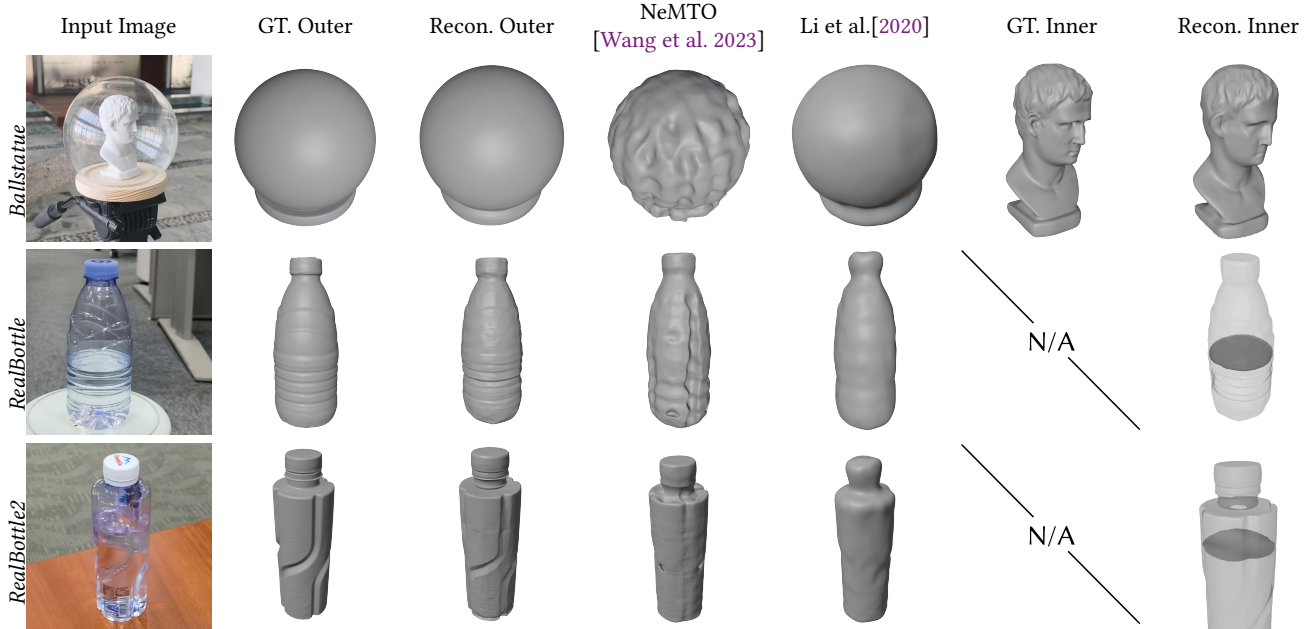 Input Image
GT. Outer
Recon. Outer
NeMTO
[Wang et al. 2023]
Li et al.[2020]
GT. Inner
Recon. Inner
Ballstatue
RealBottle
N/A
RealBottle2
N/A